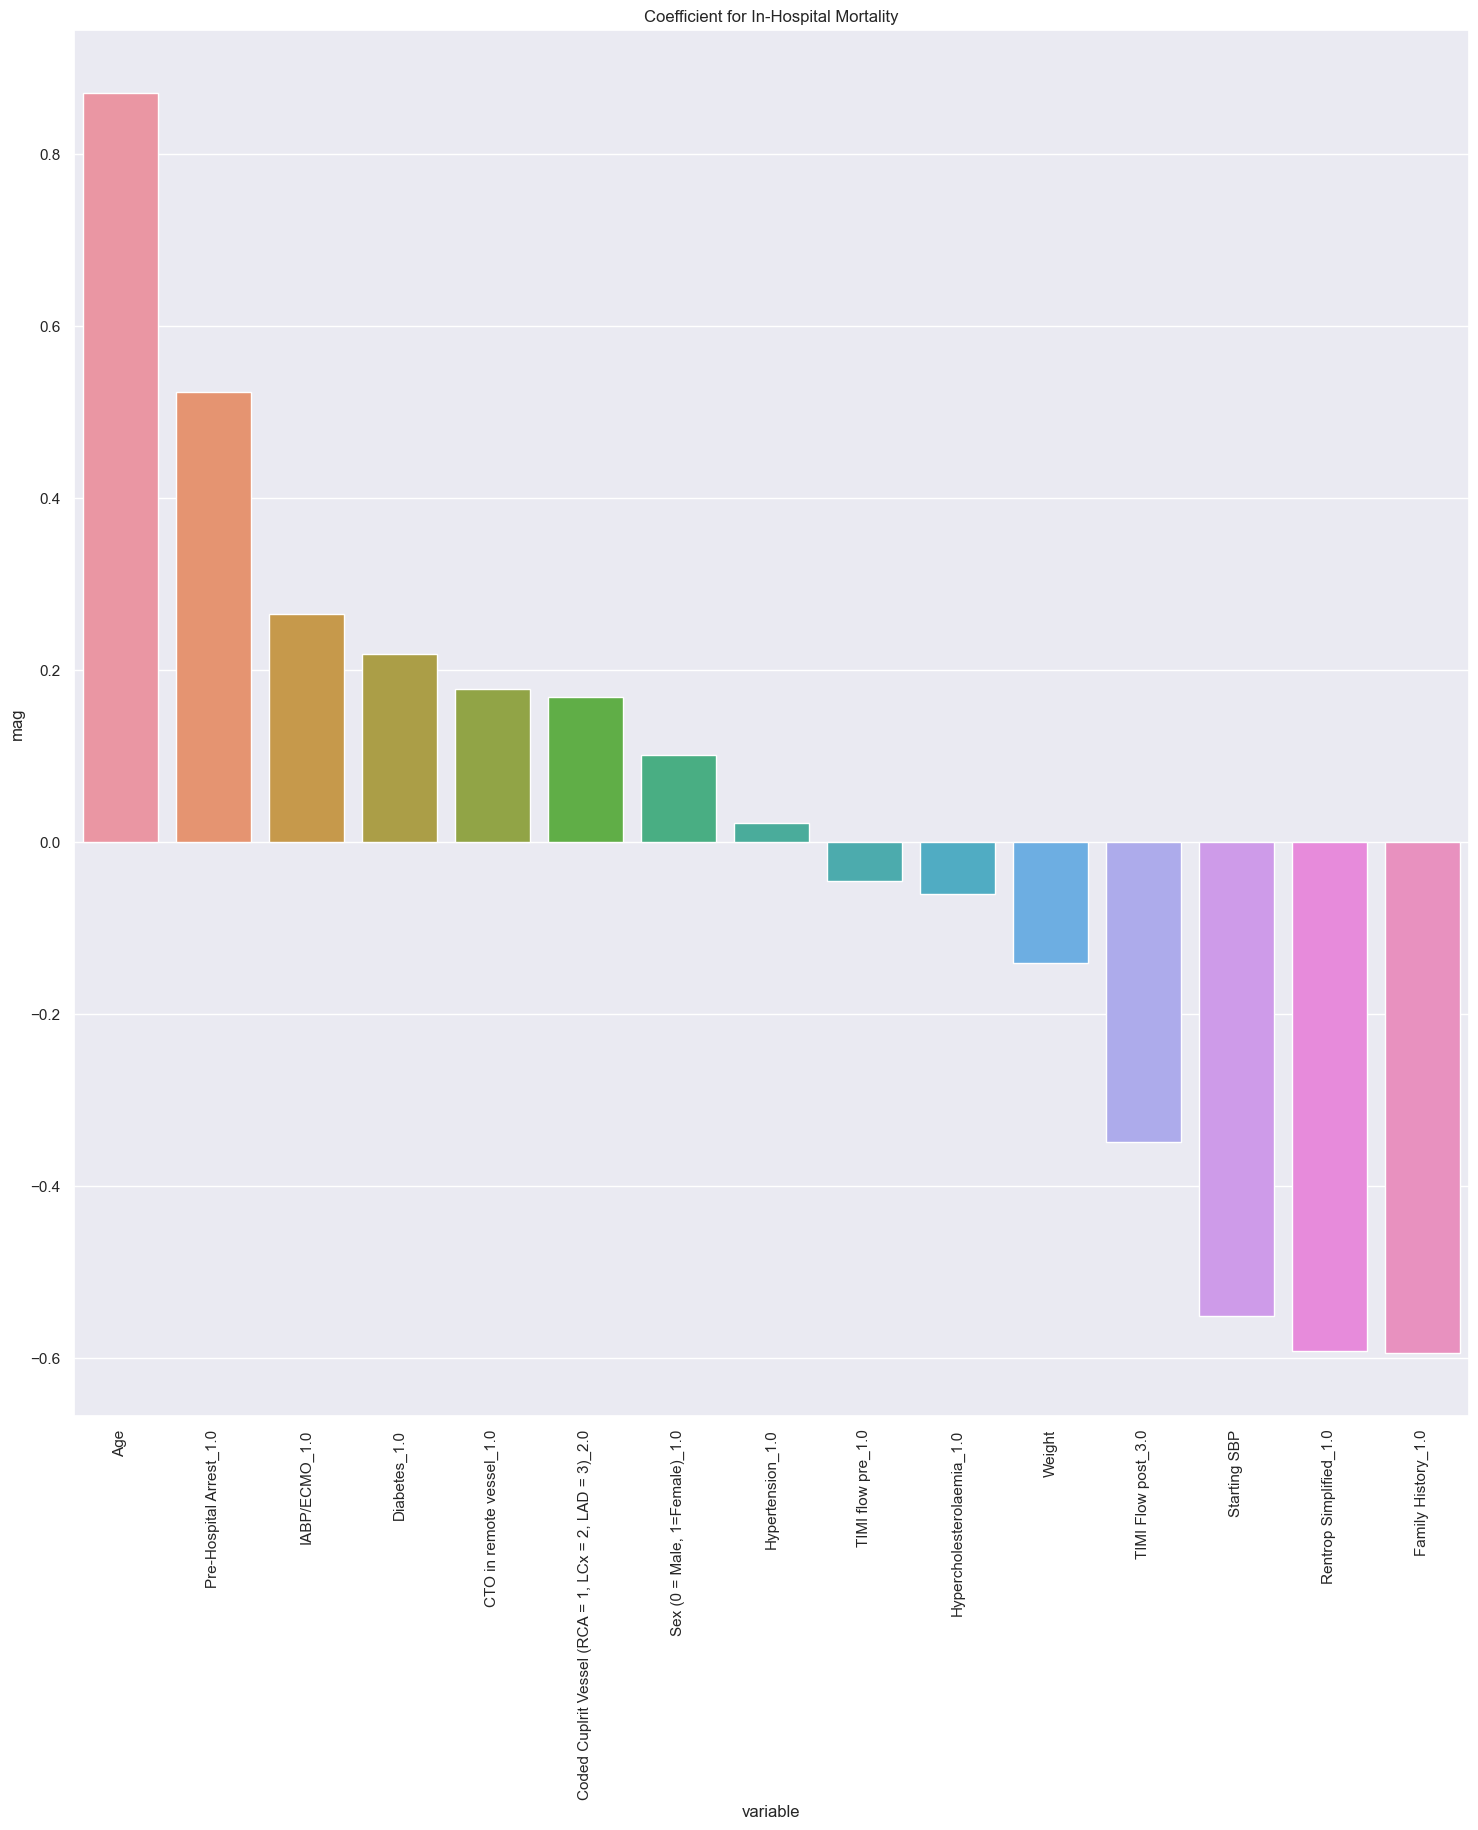 Coefficient for In-Hospital Mortality
mag
0.8
0.6
0.4
0.2
0.0
−0.2
−0.4
−0.6
Age
Pre-Hospital Arrest_1.0
IABP/ECMO_1.0
Diabetes_1.0
CTO in remote vessel_1.0
Coded Cuplrit Vessel (RCA = 1, LCx = 2, LAD = 3)_2.0
Sex (0 = Male, 1=Female)_1.0
Hypertension_1.0
TIMI flow pre_1.0
Hypercholesterolaemia_1.0
Weight
TIMI Flow post_3.0
Starting SBP
Rentrop Simplified_1.0
Family History_1.0
variable